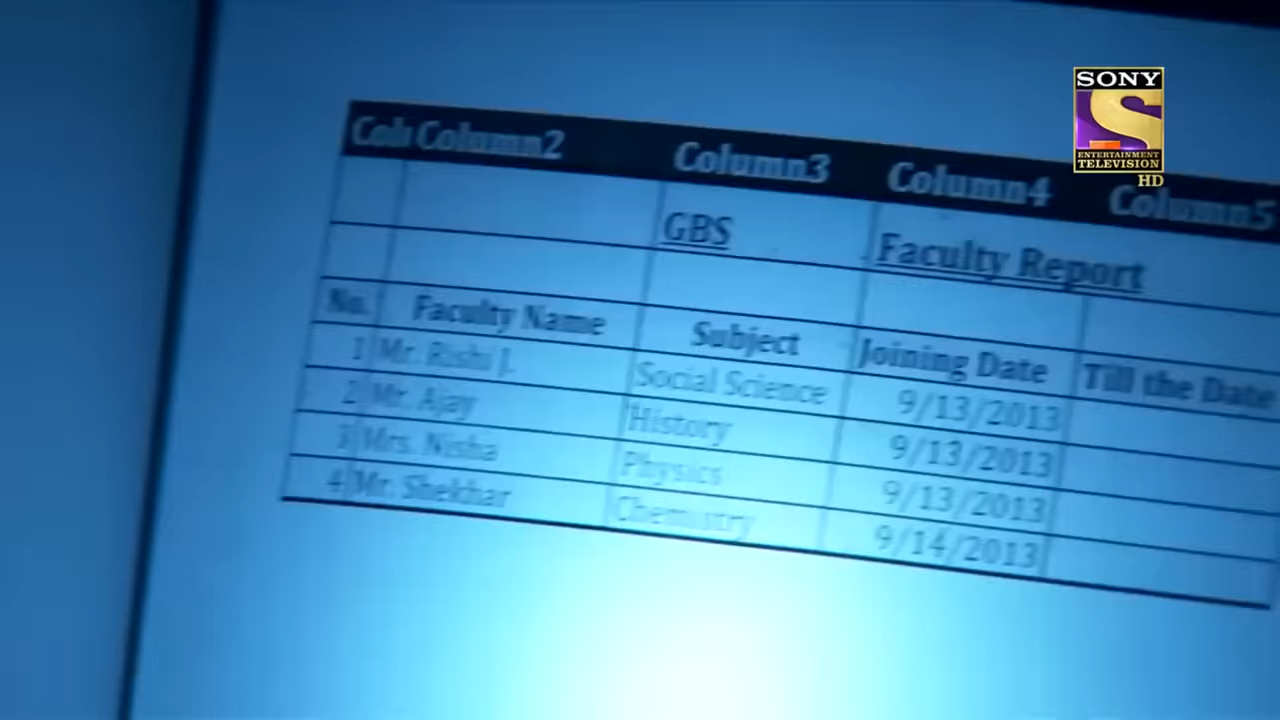 SONY
ENTERTAINMENT
TELEVISION
HD
Column2 Column3 Column4 Column5
GBS Faculty Report
No. Faculty Name Subject Joining Date Till the Date
1 Mr. Rishi J. Social Science 9/13/2013
2 Mr. Ajay History 9/13/2013
3 Mrs. Nisha Physics 9/13/2013
4 Mr. Shekhar Chemistry 9/14/2013